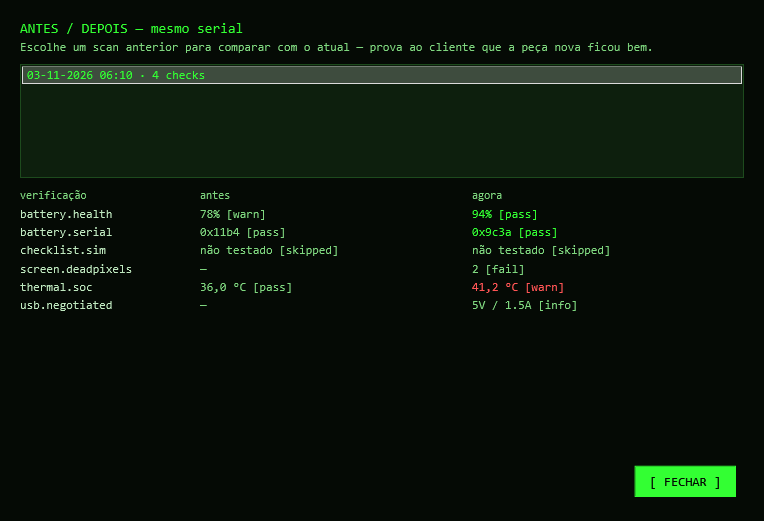 ANTES / DEPOIS — mesmo serial
Escolhe um scan anterior para comparar com o atual — prova ao cliente que a peça nova ficou bem.
03-11-2026 06:10 · 4 checks
verificação antes agora
battery.health 78% [warn] 94% [pass]
battery.serial 0x11b4 [pass] 0x9c3a [pass]
checklist.sim não testado [skipped] não testado [skipped]
screen.deadpixels — 2 [fail]
thermal.soc 36,0 °C [pass] 41,2 °C [warn]
usb.negotiated — 5V / 1.5A [info]
[ FECHAR ]